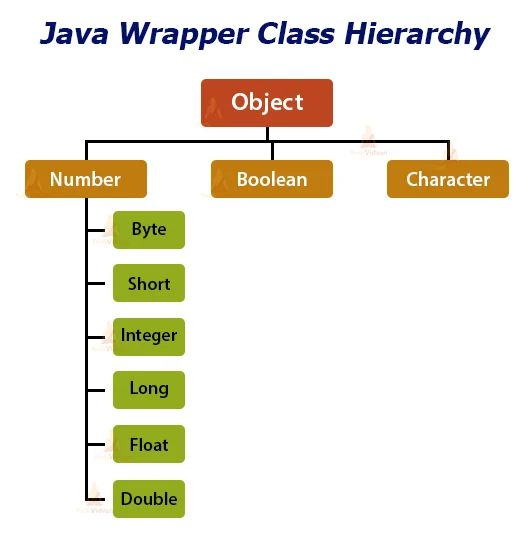 Java Wrapper Class Hierarchy
Object
Number
Boolean
Character
Byte
Short
Integer
Long
Float
Double